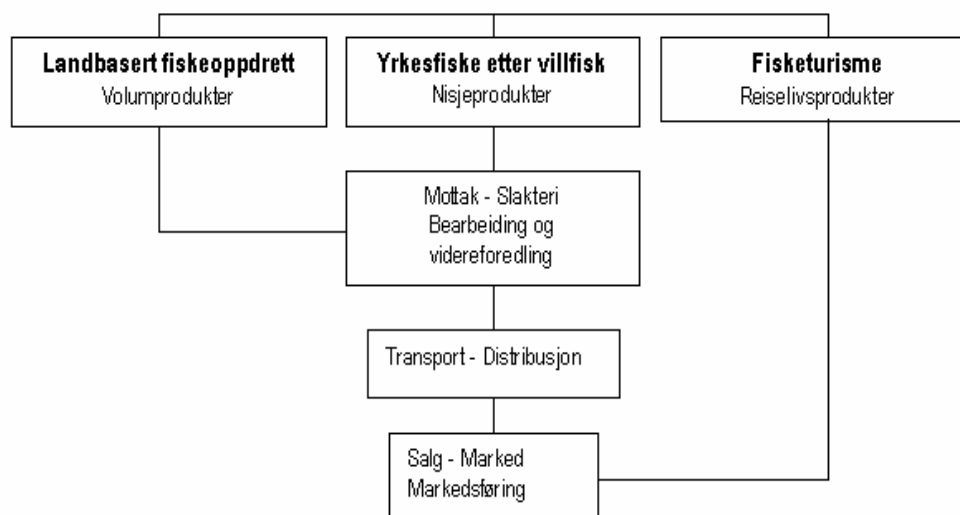 Landbasert fiskeoppdrett
Volumprodukter
Yrkesfiske etter villfisk
Nisjeprodukter
Fisketurisme
Reiselivsprodukter
Mottak - Slakteri
Bearbeiding og
videreforedling
Transport - Distribusjon
Salg - Marked
Markedsføring